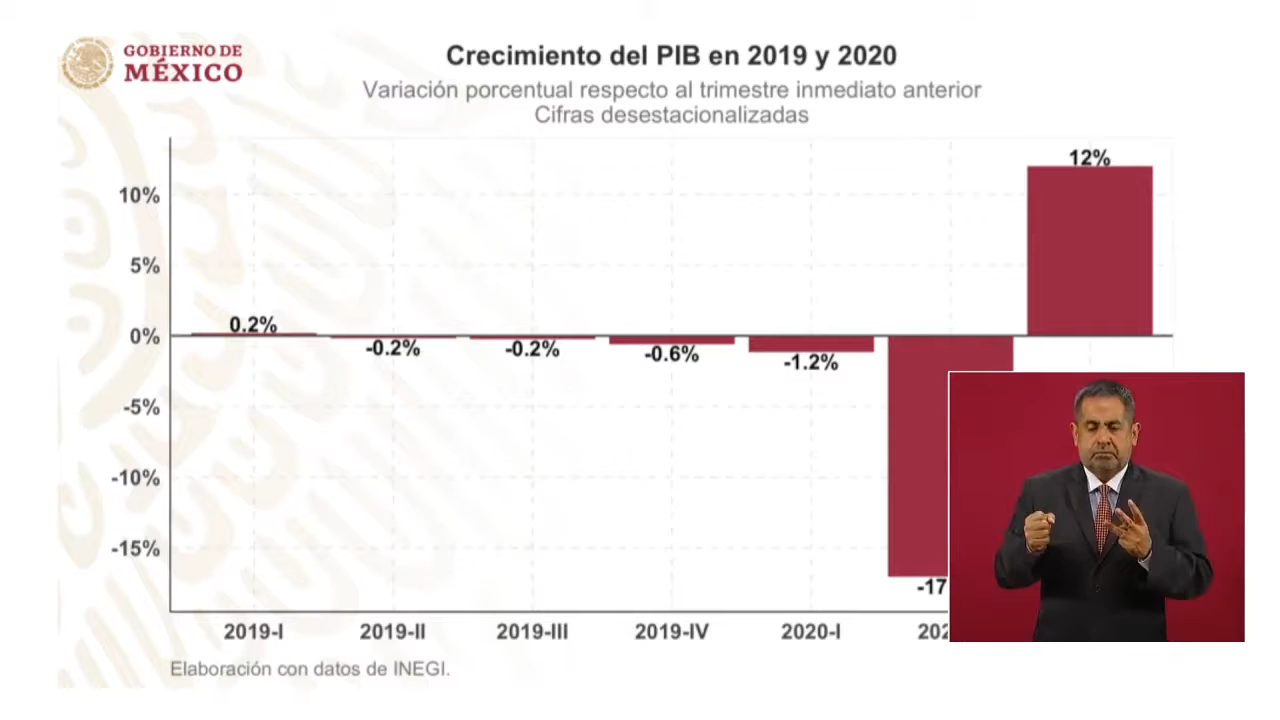 GOBIERNO DE
MÉXICO
Crecimiento del PIB en 2019 y 2020
Variación porcentual respecto al trimestre inmediato anterior
Cifras desestacionalizadas
12%
10%
5%
0%
0.2%
-0.2%
-0.2%
-0.6%
-1.2%
-5%
-10%
-15%
-17
2019-I
2019-II
2019-III
2019-IV
2020-I
Elaboración con datos de INEGI.